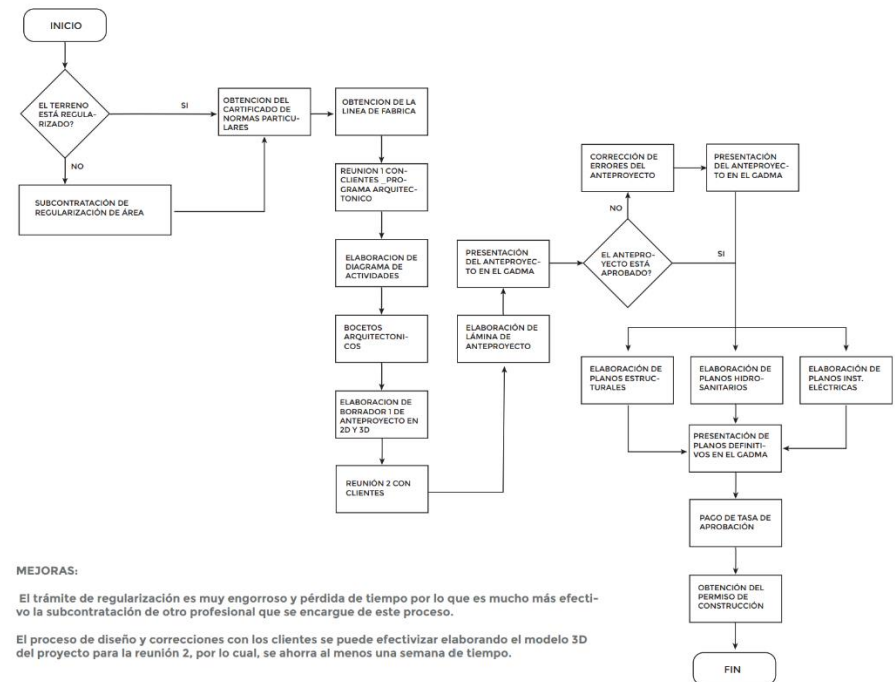 INICIO
EL TERRENO
ESTÁ REGULA-
RIZADO?
SI
NO
SUBCONTRATACIÓN DE
REGULARIZACIÓN DE ÁREA
OBTENCION DEL
CARTIFICADO DE
NORMAS PARTICU-
LARES
OBTENCION DE LA
LINEA DE FABRICA
REUNION 1 CON-
CLIENTES _PRO-
GRAMA ARQUITEC-
TONICO
ELABORACION DE
DIAGRAMA DE
ACTIVIDADES
BOCETOS
ARQUITECTONI-
COS
ELABORACION DE
BORRADOR 1 DE
ANTEPROYECTO EN
2D Y 3D
REUNIÓN 2 CON
CLIENTES
ELABORACIÓN DE
LÁMINA DE
ANTEPROYECTO
PRESENTACIÓN
DEL ANTEPROYEC-
TO EN EL GADMA
EL ANTEPRO-
YECTO ESTÁ
APROBADO?
NO
SI
CORRECCIÓN DE
ERRORES DEL
ANTEPROYECTO
PRESENTACIÓN
DEL ANTEPROYEC-
TO EN EL GADMA
ELABORACIÓN DE
PLANOS ESTRUC-
TURALES
ELABORACIÓN DE
PLANOS HIDRO-
SANITARIOS
ELABORACIÓN DE
PLANOS INST.
ELÉCTRICAS
PRESENTACIÓN DE
PLANOS DEFINITI-
VOS EN EL GADMA
PAGO DE TASA DE
APROBACIÓN
OBTENCIÓN DEL
PERMISO DE
CONSTRUCCIÓN
FIN
MEJORAS:
El trámite de regularización es muy engorroso y pérdida de tiempo por lo que es mucho más efecti-
vo la subcontratación de otro profesional que se encargue de este proceso.
El proceso de diseño y correcciones con los clientes se puede efectivizar elaborando el modelo 3D
del proyecto para la reunión 2, por lo cual, se ahorra al menos una semana de tiempo.